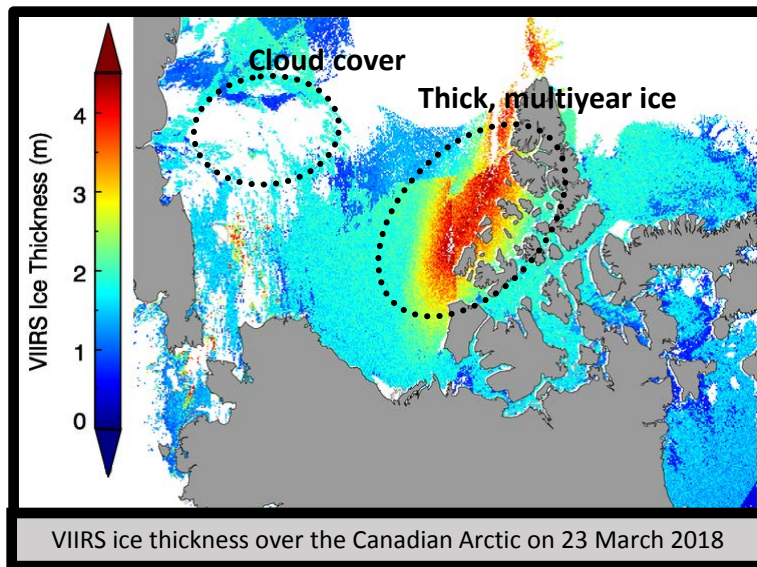 Cloud cover
Thick, multiyear ice
VIIRS Ice Thickness (m)
4
3
2
1
0
VIIRS ice thickness over the Canadian Arctic on 23 March 2018